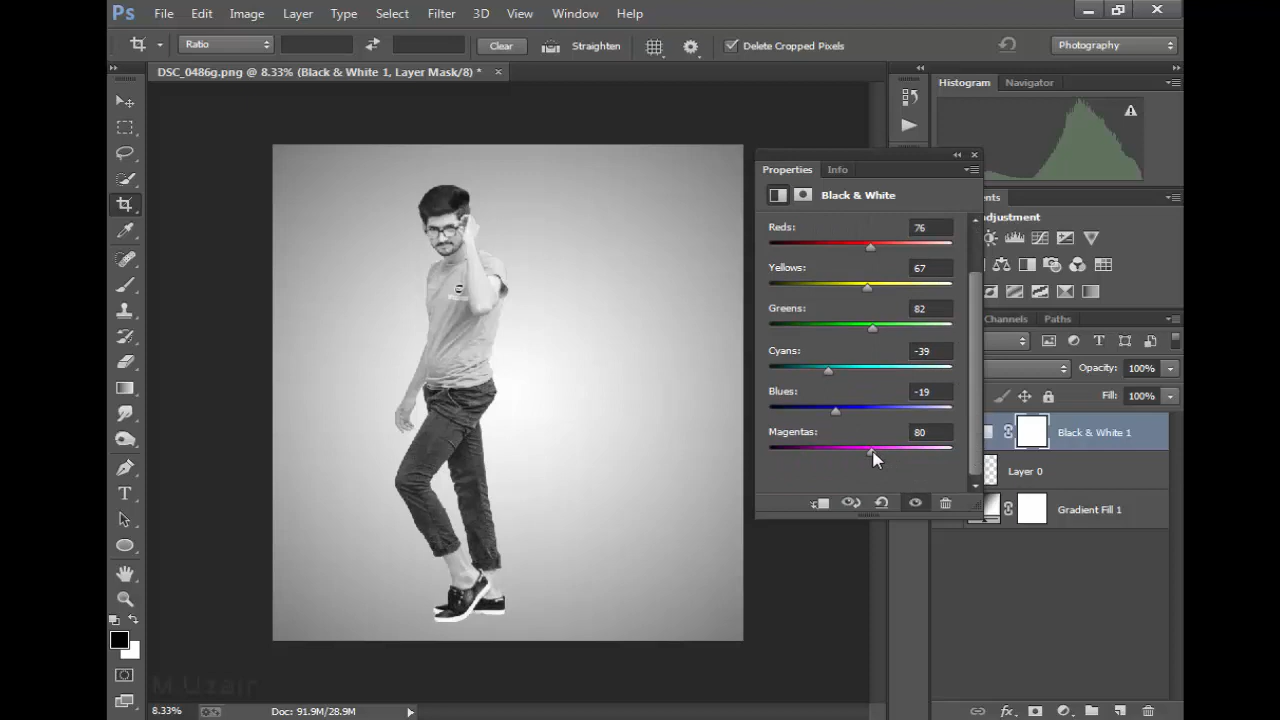 Ps File Edit Image Layer Type Select Filter 3D View Window Help
Ratio Clear Straighten Delete Cropped Pixels Photography
DSC_0486g.png @ 8.33% (Black & White 1, Layer Mask/8) * ×
Histogram Navigator
Properties Info
Black & White
Reds: 76
Yellows: 67
Greens: 82
Cyans: -39
Blues: -19
Magentas: 80
ents
djustment
Channels Paths
Opacity: 100%
Fill: 100%
Black & White 1
Layer 0
Gradient Fill 1
M.Uzair
8.33% Doc: 91.9M/28.9M